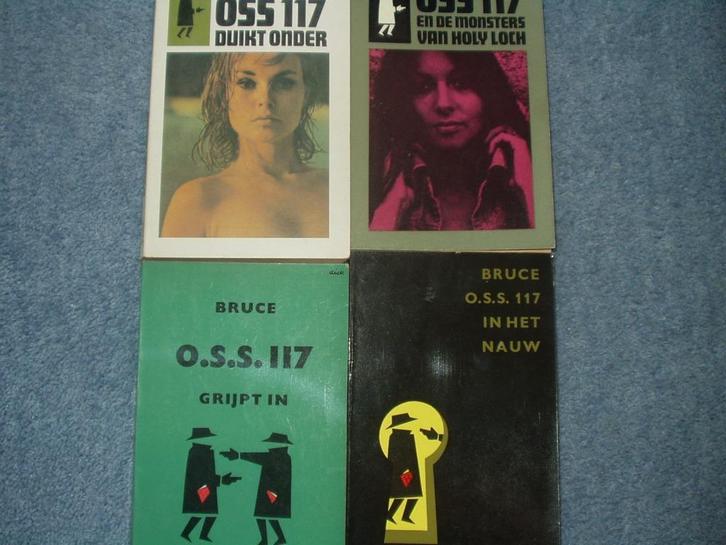 OSS 117
DUIKT ONDER
OSS 117
EN DE MONSTERS
VAN HOLY LOCH
BRUCE
O.S.S. 117
GRIJPT IN
BRUCE
O.S.S. 117
IN HET
NAUW